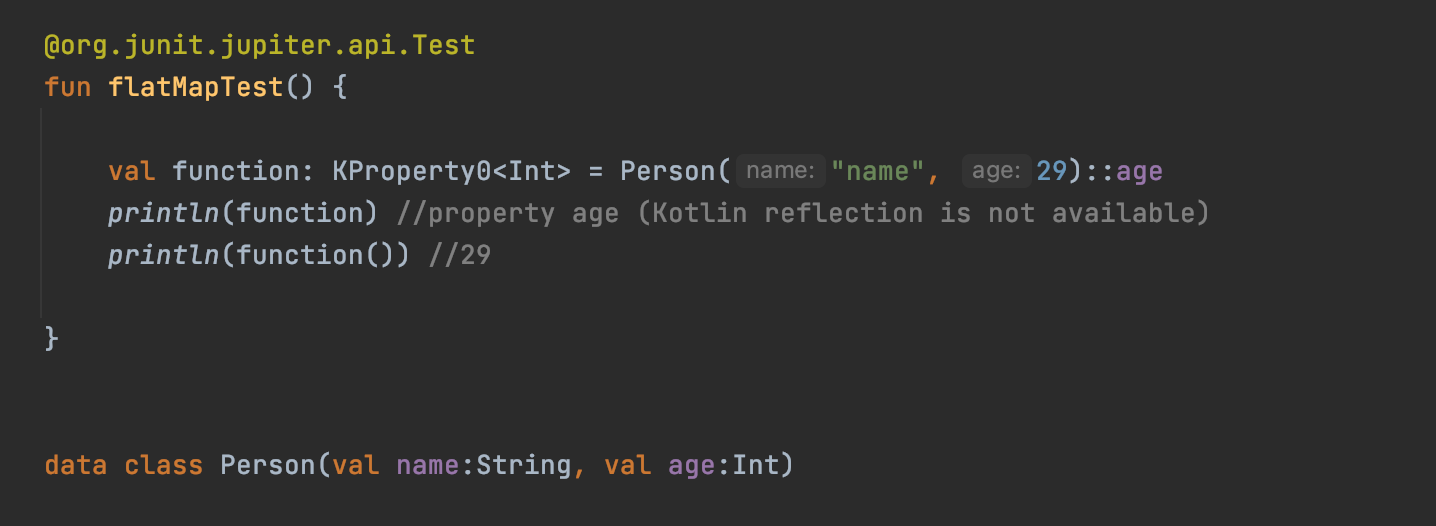 @org.junit.jupiter.api.Test
fun flatMapTest() {
val function: KProperty0<Int> = Person( name: "name", age: 29)::age
println(function) //property age (Kotlin reflection is not available)
println(function()) //29
}
data class Person(val name:String, val age:Int)